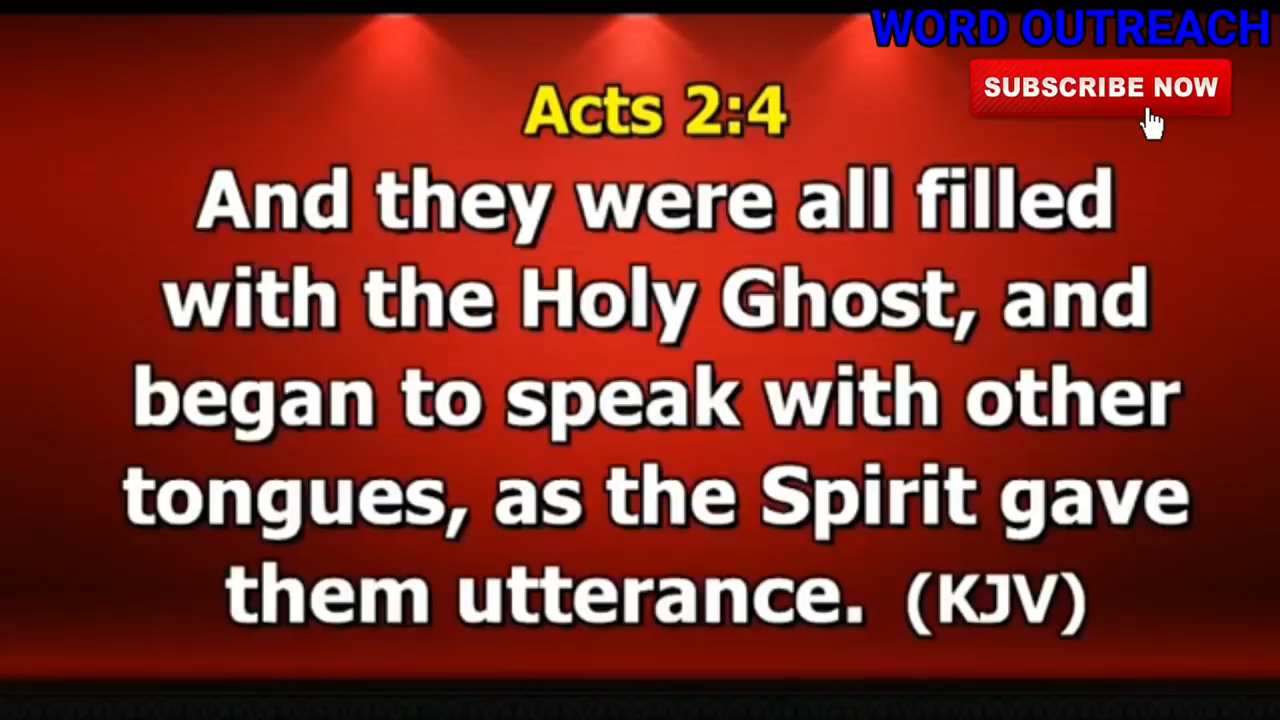 WORD OUTREACH
SUBSCRIBE NOW
Acts 2:4
And they were all filled
with the Holy Ghost, and
began to speak with other
tongues, as the Spirit gave
them utterance. (KJV)